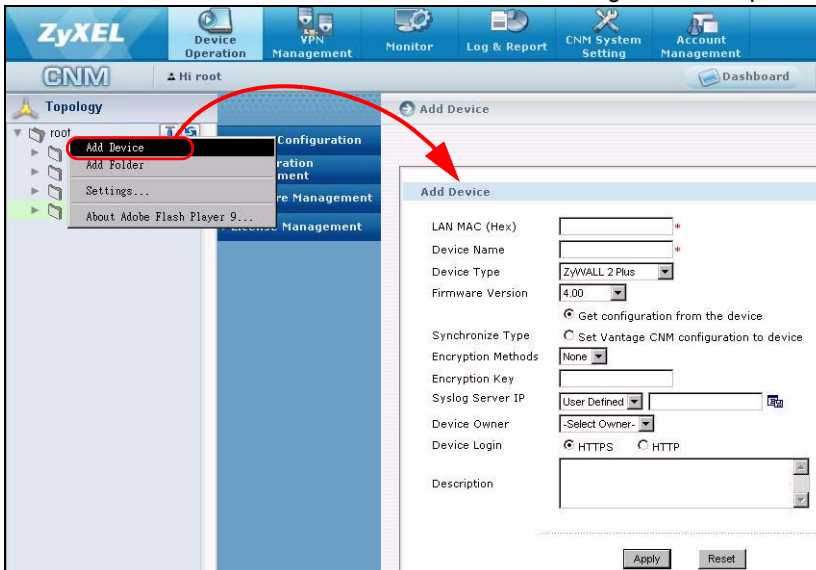 ZyXEL
Device Operation
VPN Management
Monitor
Log & Report
CNM System Setting
Account Management
CNM
Hi root
Dashboard
Topology
root
Add Device
Add Folder
Settings...
About Adobe Flash Player 9...
Configuration
ration
ment
re Management
License Management
Add Device
Add Device
LAN MAC (Hex) *
Device Name *
Device Type ZyWALL 2 Plus
Firmware Version 4.00
Get configuration from the device
Synchronize Type Set Vantage CNM configuration to device
Encryption Methods None
Encryption Key
Syslog Server IP User Defined
Device Owner -Select Owner-
Device Login HTTPS HTTP
Description
Apply Reset